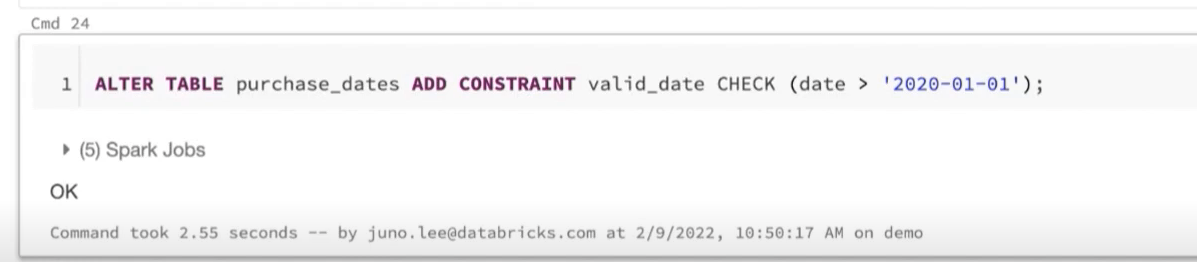 Cmd 24
1 ALTER TABLE purchase_dates ADD CONSTRAINT valid_date CHECK (date > '2020-01-01');
(5) Spark Jobs
OK
Command took 2.55 seconds -- by juno.lee@databricks.com at 2/9/2022, 10:50:17 AM on demo